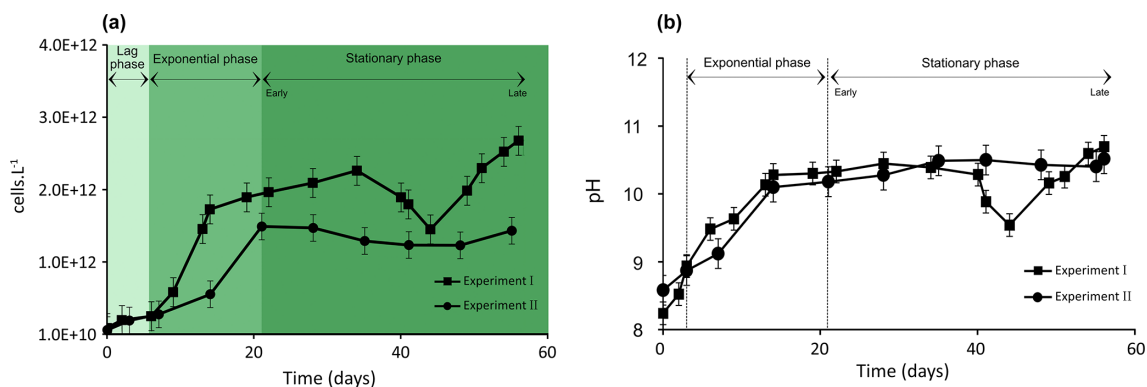 (a)
4.0E+12
3.0E+12
2.0E+12
1.0E+12
1.0E+10
cells.L⁻¹
Lag
phase
Exponential phase
Stationary phase
Early
Late
Experiment I
Experiment II
0
20
40
60
Time (days)
(b)
12
11
10
9
8
pH
Exponential phase
Stationary phase
Early
Late
Experiment I
Experiment II
0
20
40
60
Time (days)